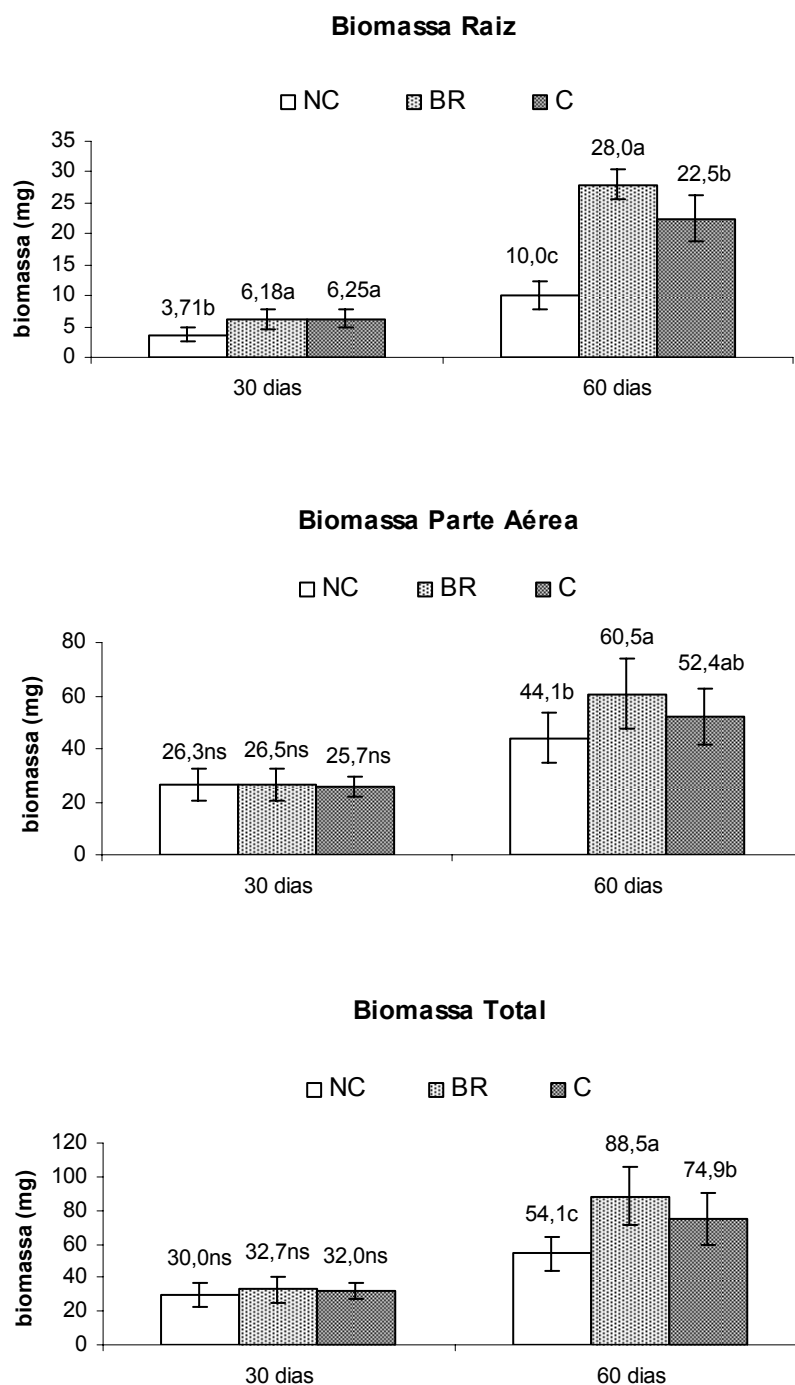 Biomassa Raiz
NC BR C
biomassa (mg)
35
30
25
20
15
10
5
0
3,71b 6,18a 6,25a
10,0c 28,0a 22,5b
30 dias 60 dias
Biomassa Parte Aérea
NC BR C
biomassa (mg)
80
60
40
20
0
26,3ns 26,5ns 25,7ns
44,1b 60,5a 52,4ab
30 dias 60 dias
Biomassa Total
NC BR C
biomassa (mg)
120
100
80
60
40
20
0
30,0ns 32,7ns 32,0ns
54,1c 88,5a 74,9b
30 dias 60 dias